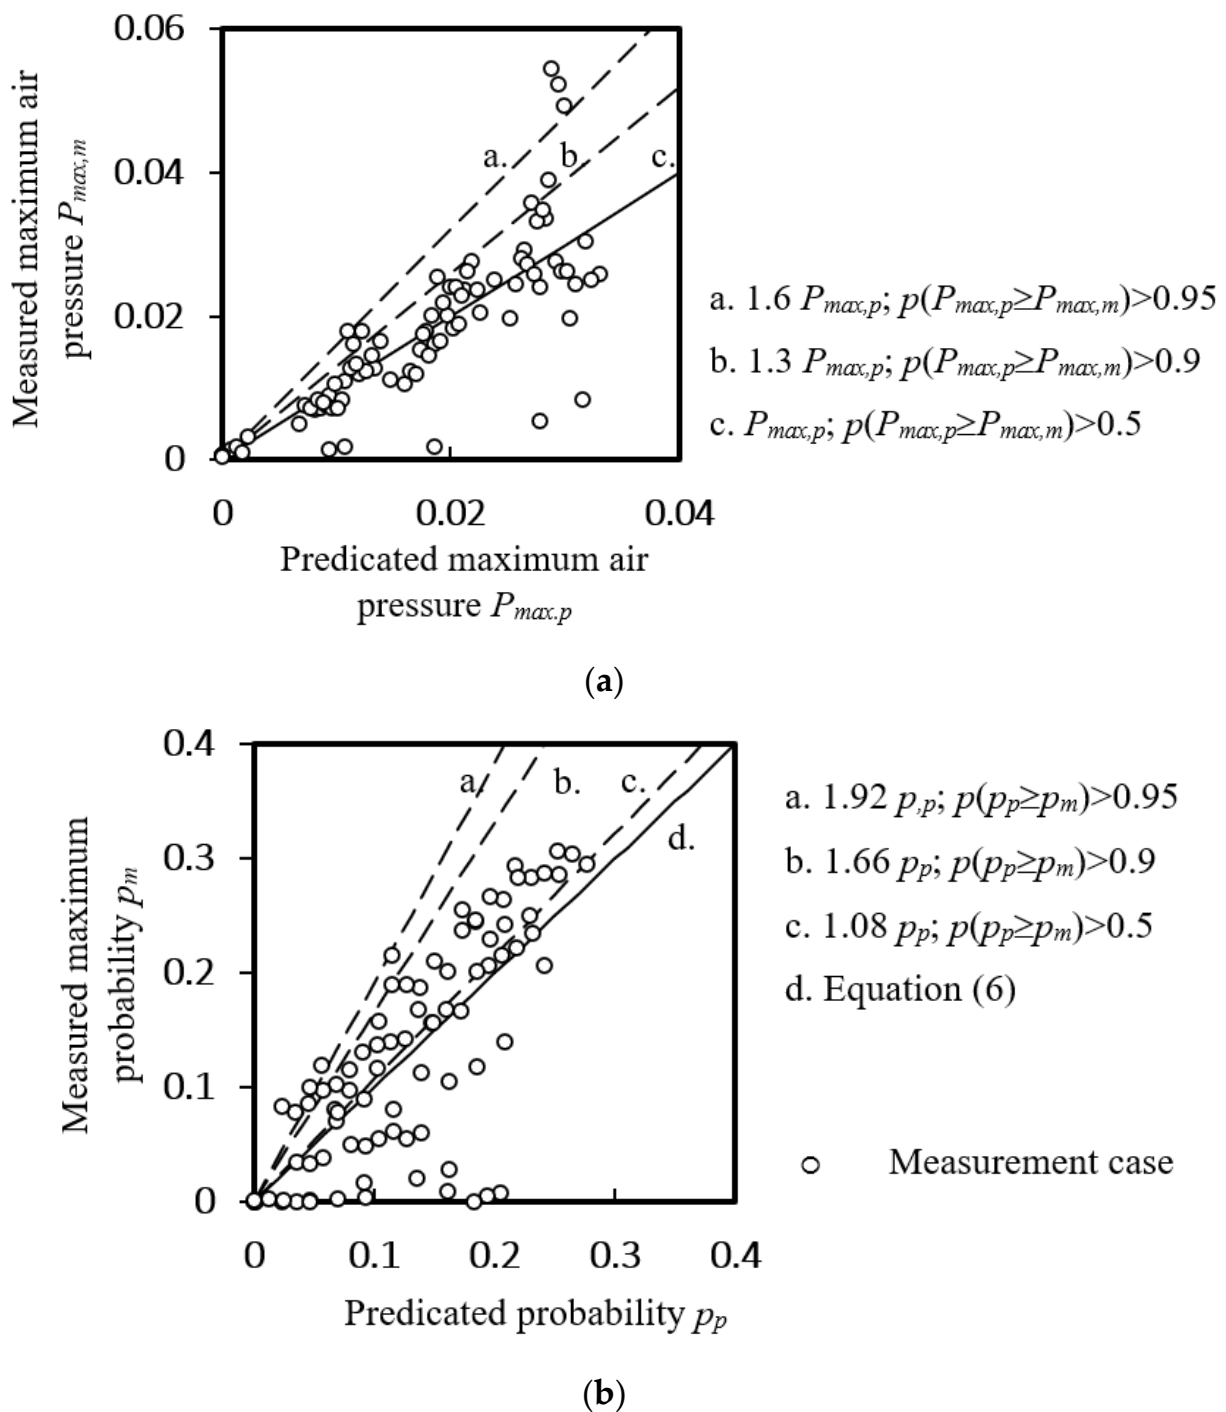 0.06
0.04
0.02
0
Measured maximum air
pressure Pmax,m
a.
b.
c.
0
0.02
0.04
Predicated maximum air
pressure Pmax.p
a. 1.6 Pmax,p; p(Pmax,p≥Pmax,m)>0.95
b. 1.3 Pmax,p; p(Pmax,p≥Pmax,m)>0.9
c. Pmax,p; p(Pmax,p≥Pmax,m)>0.5
(a)
0.4
0.3
0.2
0.1
0
Measured maximum
probability pm
a.
b.
c.
d.
0
0.1
0.2
0.3
0.4
Predicated probability pp
a. 1.92 p,p; p(pp≥pm)>0.95
b. 1.66 pp; p(pp≥pm)>0.9
c. 1.08 pp; p(pp≥pm)>0.5
d. Equation (6)
Measurement case
(b)